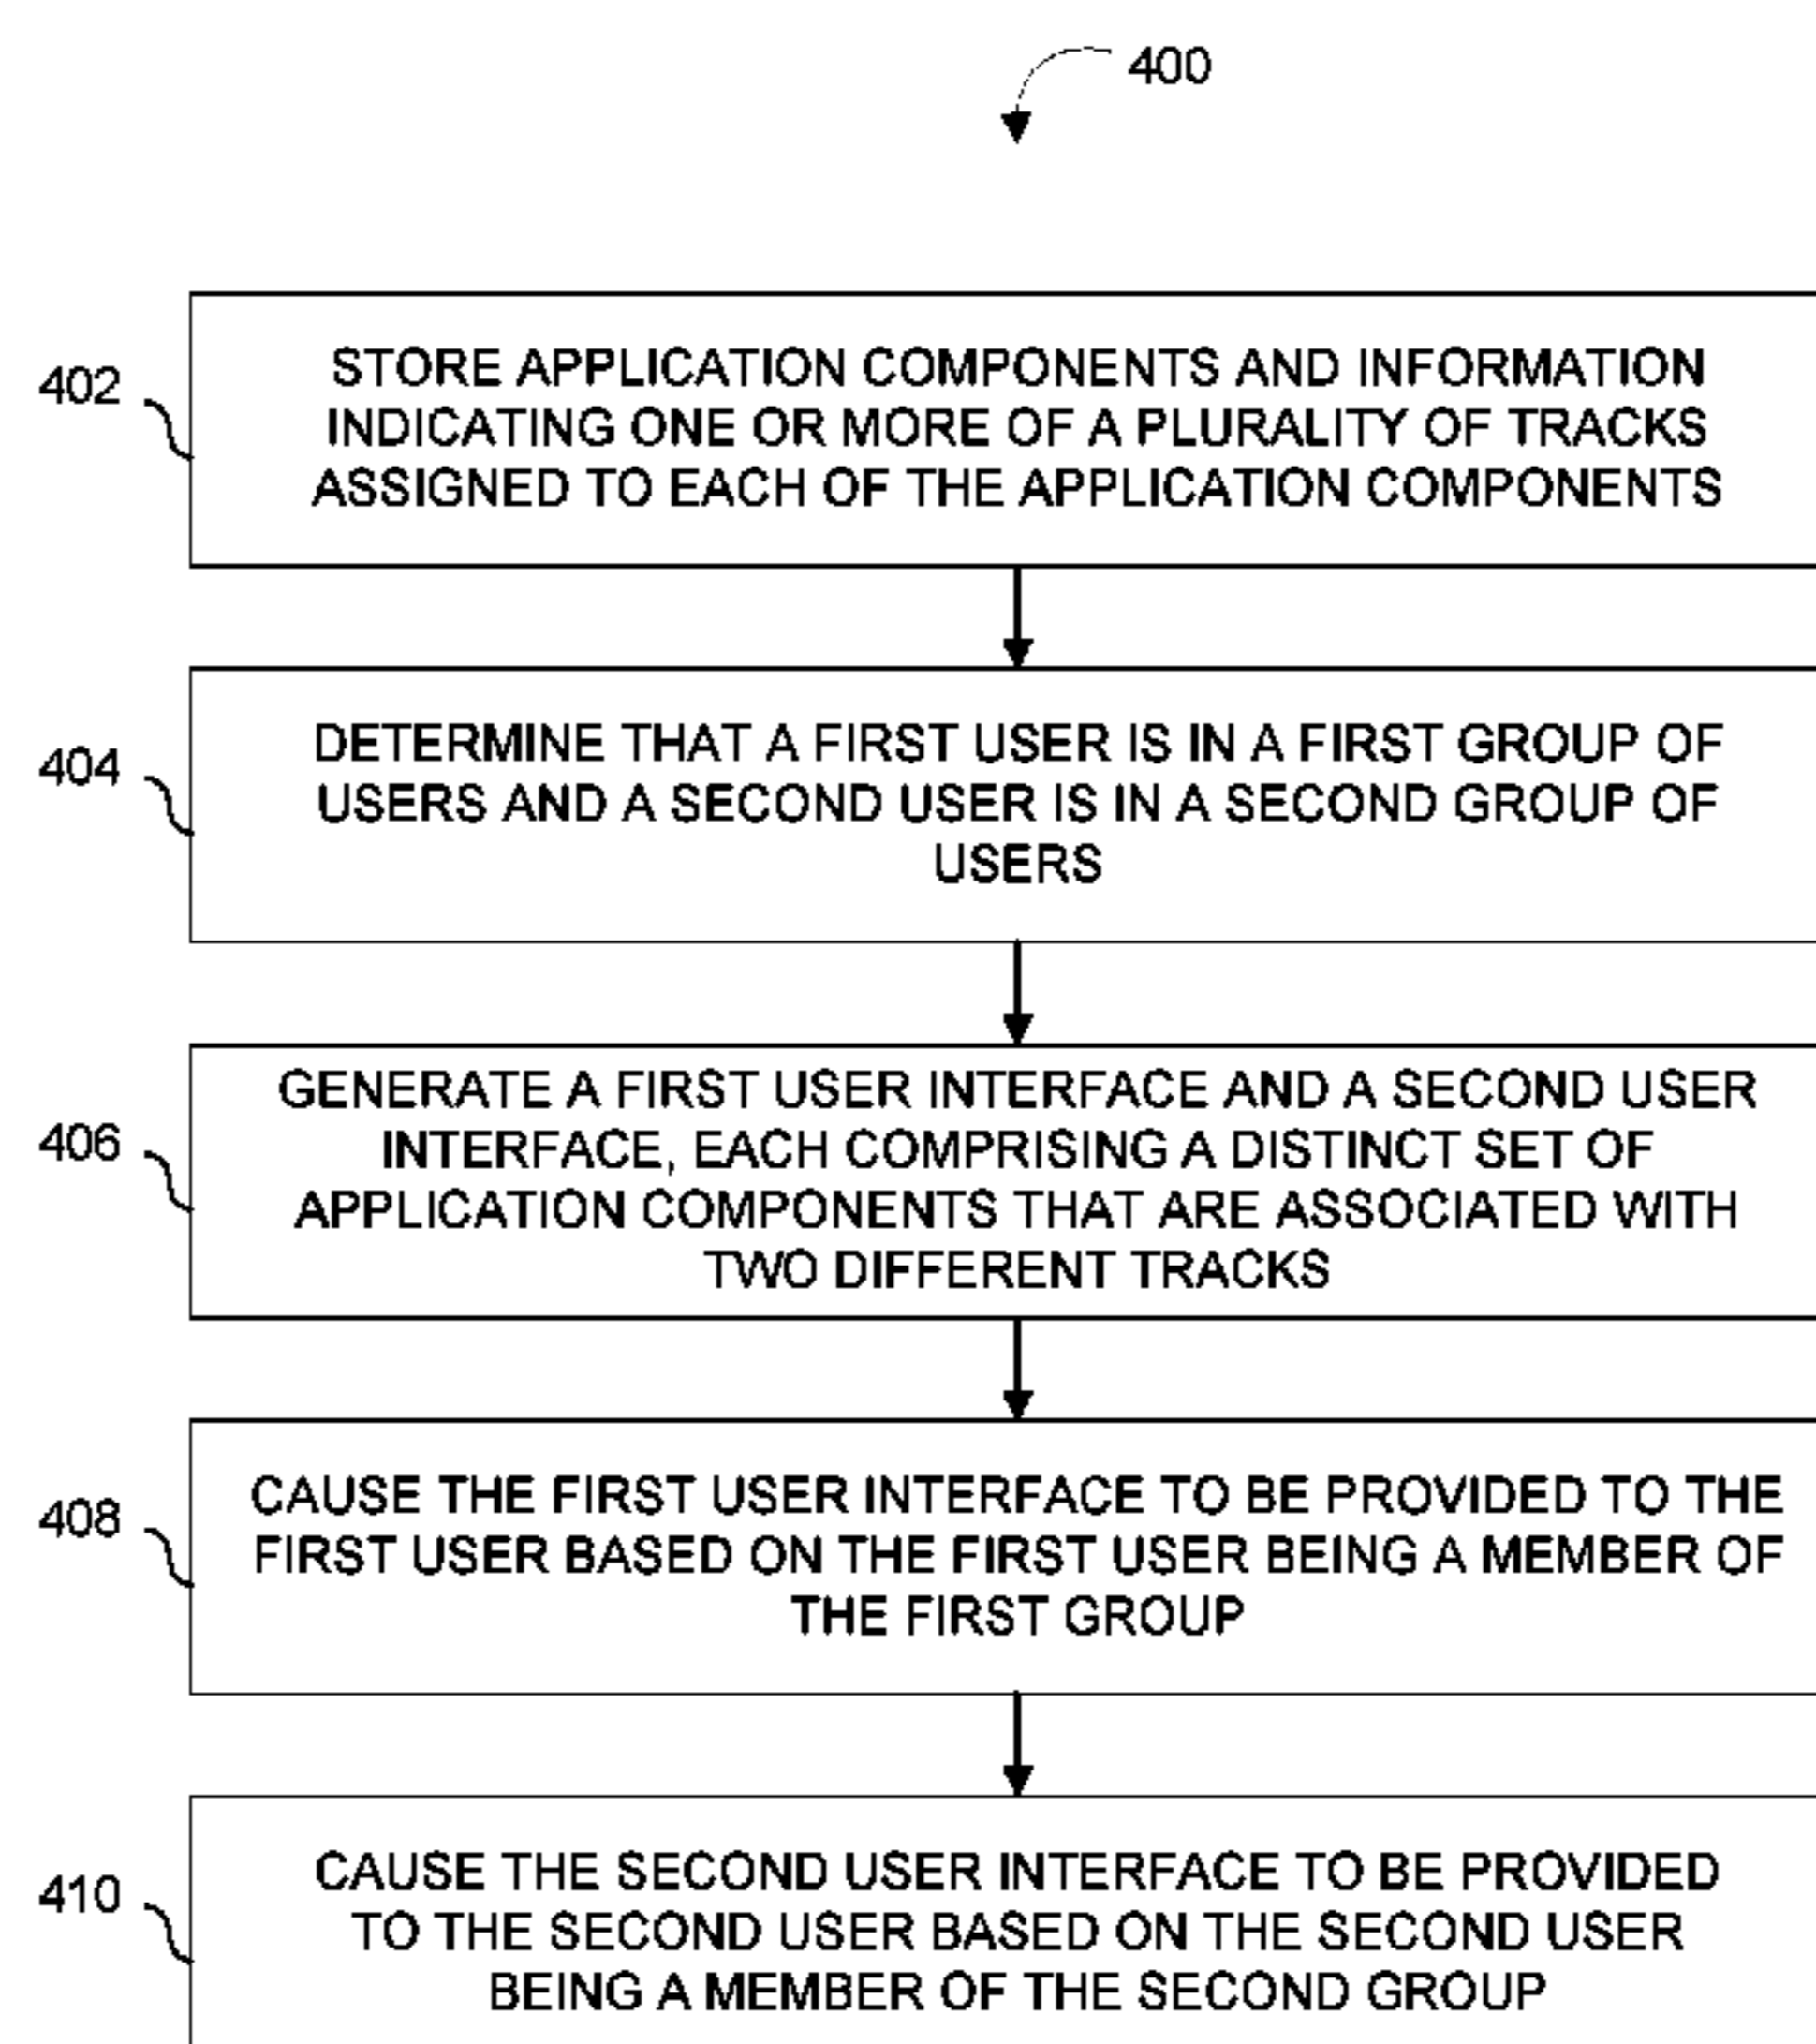 400
402
STORE APPLICATION COMPONENTS AND INFORMATION
INDICATING ONE OR MORE OF A PLURALITY OF TRACKS
ASSIGNED TO EACH OF THE APPLICATION COMPONENTS
404
DETERMINE THAT A FIRST USER IS IN A FIRST GROUP OF
USERS AND A SECOND USER IS IN A SECOND GROUP OF
USERS
406
GENERATE A FIRST USER INTERFACE AND A SECOND USER
INTERFACE, EACH COMPRISING A DISTINCT SET OF
APPLICATION COMPONENTS THAT ARE ASSOCIATED WITH
TWO DIFFERENT TRACKS
408
CAUSE THE FIRST USER INTERFACE TO BE PROVIDED TO THE
FIRST USER BASED ON THE FIRST USER BEING A MEMBER OF
THE FIRST GROUP
410
CAUSE THE SECOND USER INTERFACE TO BE PROVIDED
TO THE SECOND USER BASED ON THE SECOND USER
BEING A MEMBER OF THE SECOND GROUP